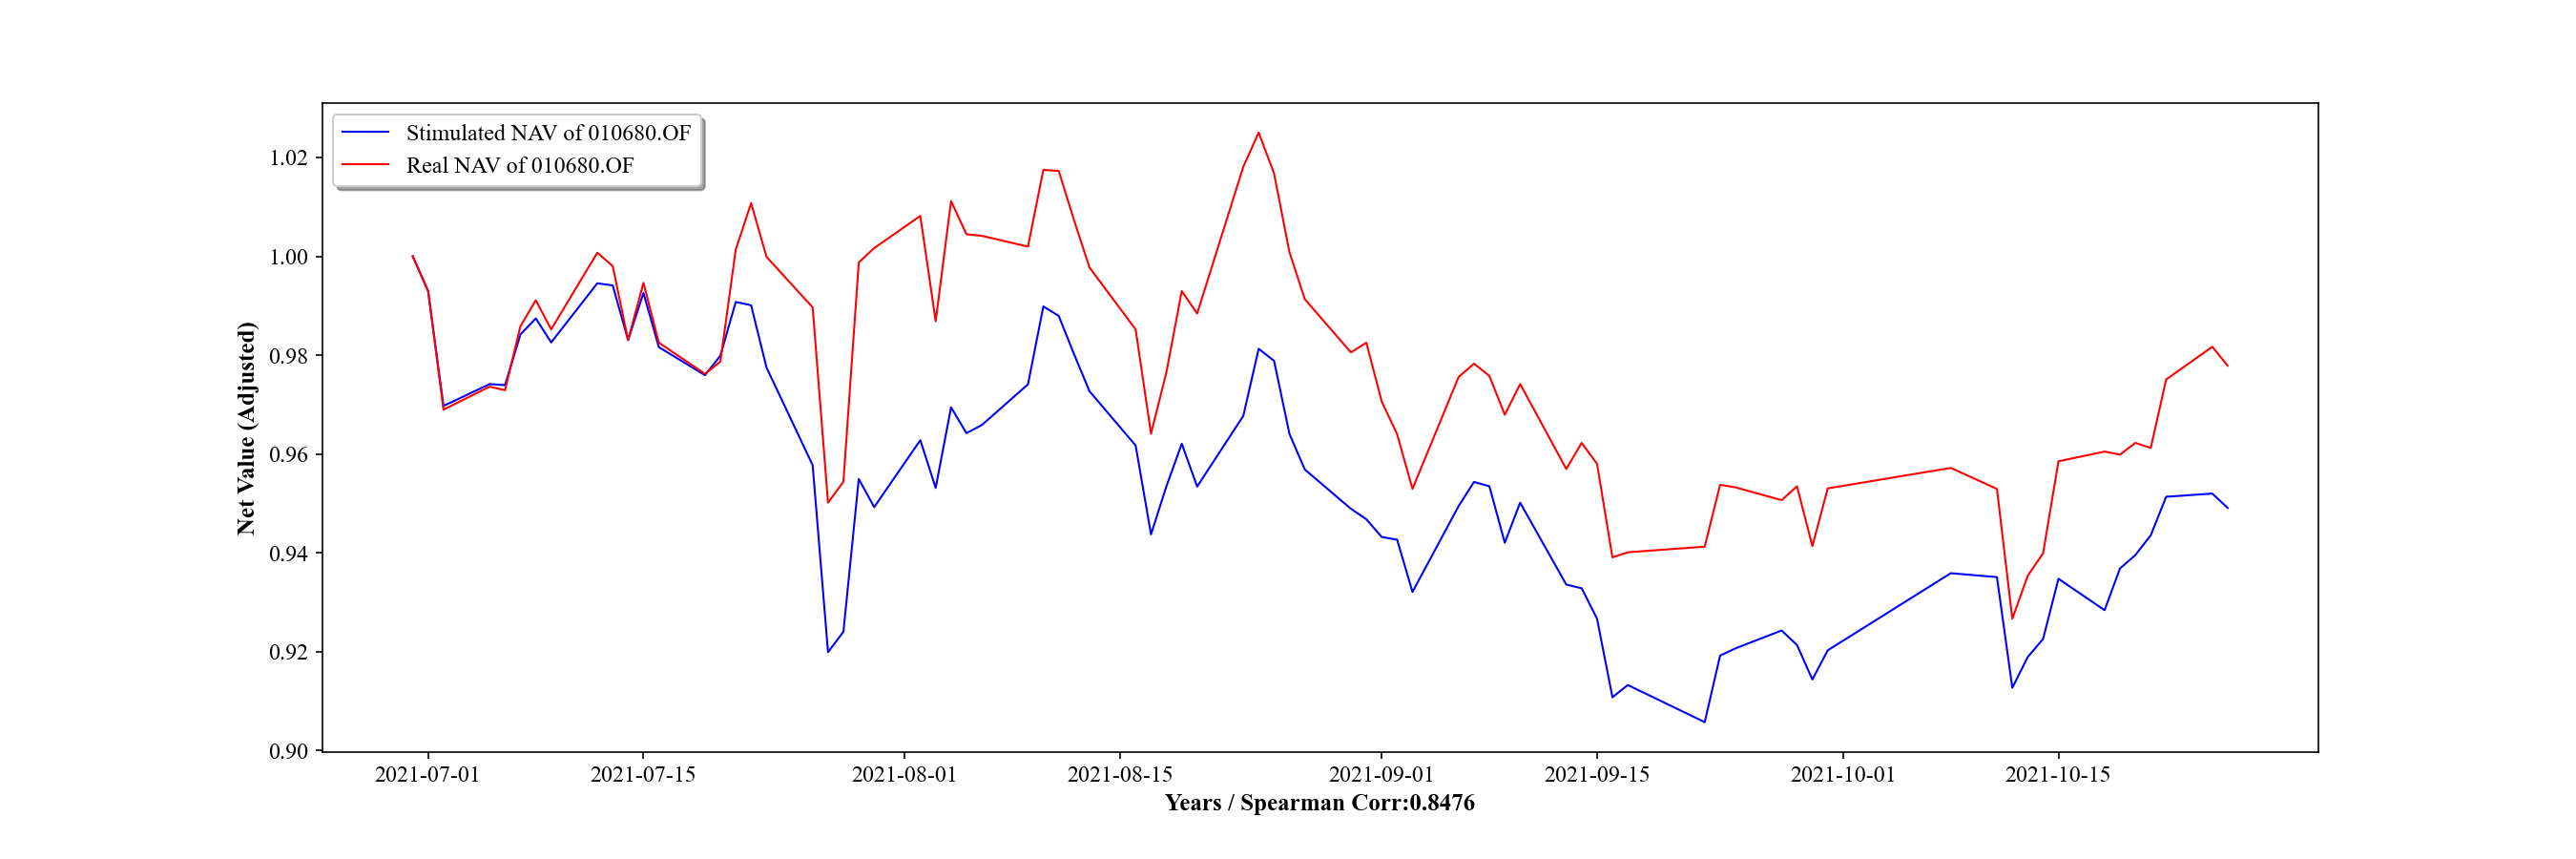 Stimulated NAV of 010680.OF
Real NAV of 010680.OF
1.02
1.00
0.98
0.96
0.94
0.92
0.90
Net Value (Adjusted)
2021-07-01 2021-07-15 2021-08-01 2021-08-15 2021-09-01 2021-09-15 2021-10-01 2021-10-15
Years / Spearman Corr:0.8476